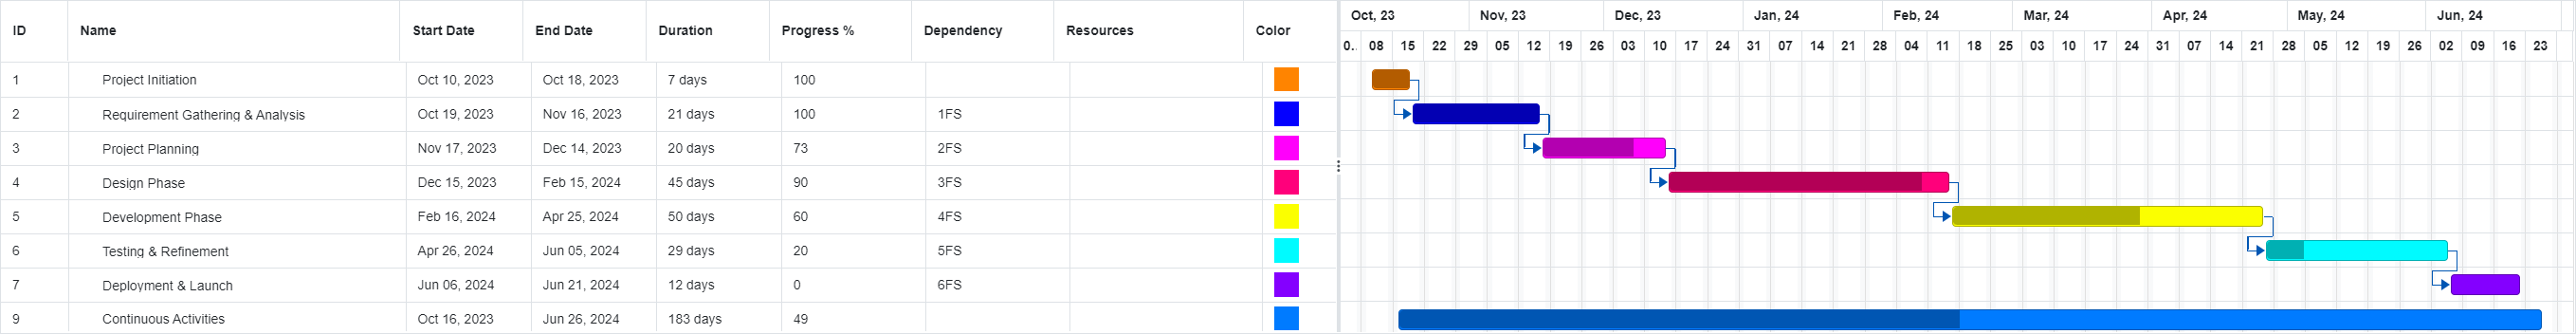 Oct, 23 Nov, 23 Dec, 23 Jan, 24 Feb, 24 Mar, 24 Apr, 24 May, 24 Jun, 24
ID Name Start Date End Date Duration Progress % Dependency Resources Color
0.. 08 15 22 29 05 12 19 26 03 10 17 24 31 07 14 21 28 04 11 18 25 03 10 17 24 31 07 14 21 28 05 12 19 26 02 09 16 23
1 Project Initiation Oct 10, 2023 Oct 18, 2023 7 days 100
2 Requirement Gathering & Analysis Oct 19, 2023 Nov 16, 2023 21 days 100 1FS
3 Project Planning Nov 17, 2023 Dec 14, 2023 20 days 73 2FS
4 Design Phase Dec 15, 2023 Feb 15, 2024 45 days 90 3FS
5 Development Phase Feb 16, 2024 Apr 25, 2024 50 days 60 4FS
6 Testing & Refinement Apr 26, 2024 Jun 05, 2024 29 days 20 5FS
7 Deployment & Launch Jun 06, 2024 Jun 21, 2024 12 days 0 6FS
9 Continuous Activities Oct 16, 2023 Jun 26, 2024 183 days 49